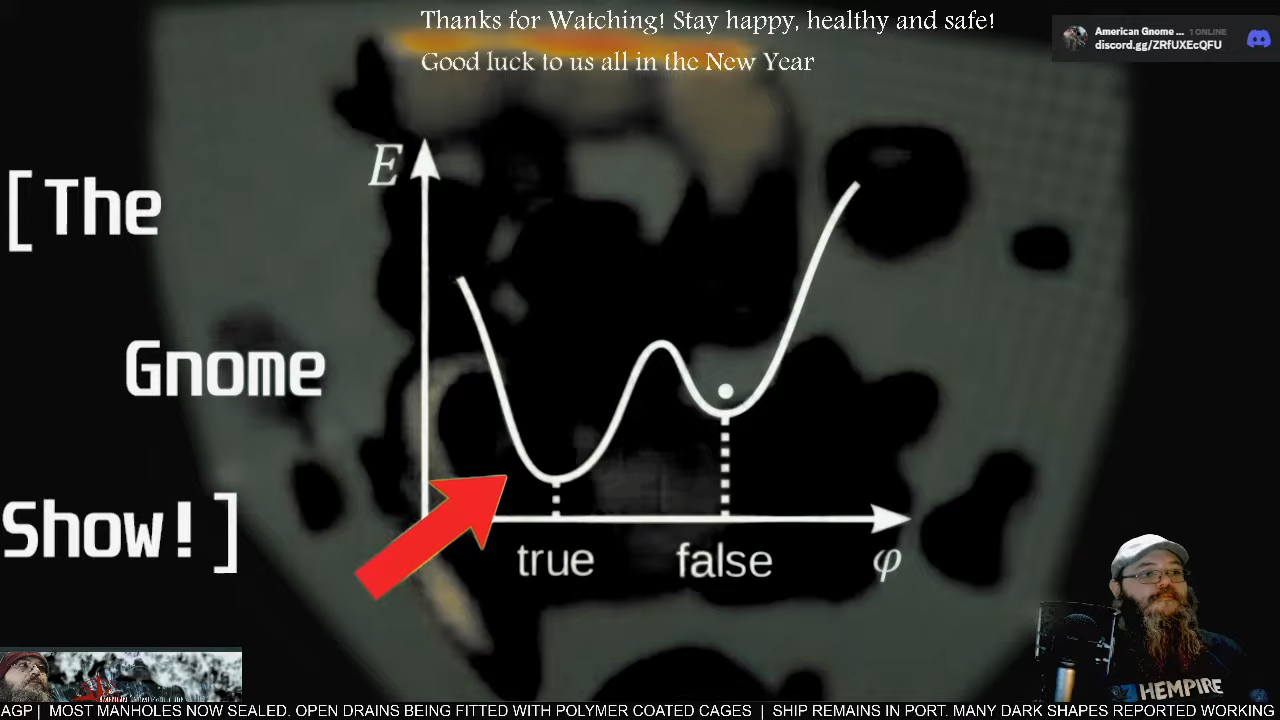 Thanks for Watching! Stay happy, healthy and safe!
Good luck to us all in the New Year
American Gnome ... 1 ONLINE
discord.gg/ZRfUXEcQFU
[The
Gnome
Show!]
E
true
false
φ
HEMPIRE
AGP | MOST MANHOLES NOW SEALED. OPEN DRAINS BEING FITTED WITH POLYMER COATED CAGES | SHIP REMAINS IN PORT. MANY DARK SHAPES REPORTED WORKING